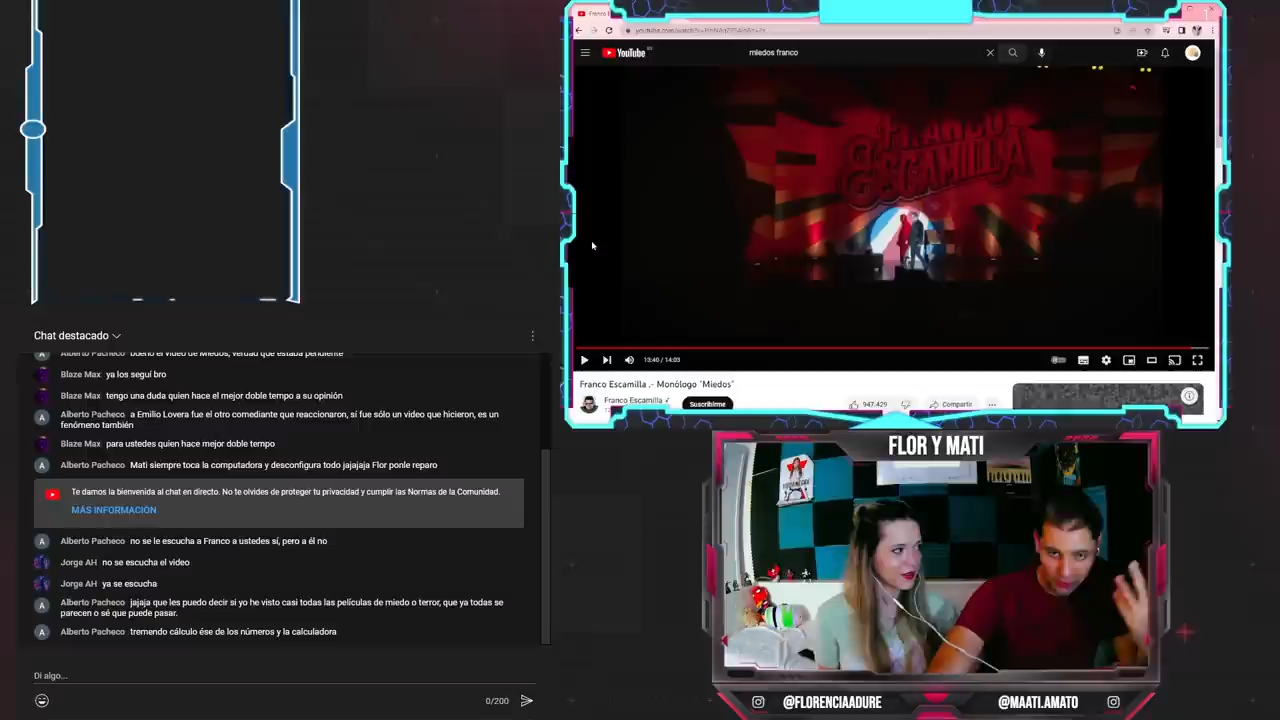 Chat destacado
Alberto Pacheco bueno el video de Miedos, verdad que estaba pendiente
Blaze Max ya los seguí bro
Blaze Max tengo una duda quien hace el mejor doble tempo a su opinión
Alberto Pacheco a Emilio Lovera fue el otro comediante que reaccionaron, sí fue sólo un video que hicieron, es un
fenómeno también
Blaze Max para ustedes quien hace mejor doble tempo
Alberto Pacheco Mati siempre toca la computadora y desconfigura todo jajajaja Flor ponle reparo
Te damos la bienvenida al chat en directo. No te olvides de proteger tu privacidad y cumplir las Normas de la Comunidad.
MÁS INFORMACIÓN
Alberto Pacheco no se le escucha a Franco a ustedes sí, pero a él no
Jorge AH no se escucha el video
Jorge AH ya se escucha
Alberto Pacheco jajaja que les puedo decir si yo he visto casi todas las películas de miedo o terror, que ya todas se
parecen o sé que puede pasar.
Alberto Pacheco tremendo cálculo ése de los números y la calculadora
Di algo...
0/200
YouTube
miedos franco
FRANCO
ESCAMILLA
13:40 / 14:03
Franco Escamilla .- Monólogo "Miedos"
Franco Escamilla
Suscribirme
947.429
Compartir
FLOR Y MATI
@FLORENCIAADURE
@MAATI.AMATO